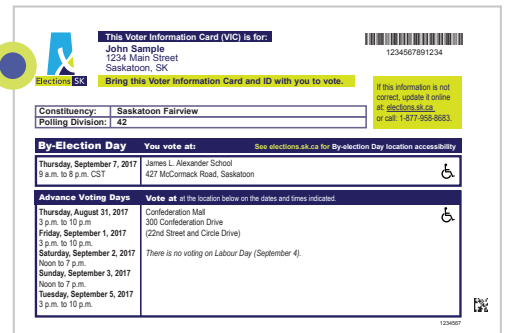 This Voter Information Card (VIC) is for:
John Sample
1234 Main Street
Saskatoon, SK
Elections SK
Bring this Voter Information Card and ID with you to vote.
1234567891234
If this information is not
correct, update it online
at: elections.sk.ca
or call: 1-877-958-8683.
Constituency: Saskatoon Fairview
Polling Division: 42
By-Election Day You vote at: See elections.sk.ca for By-election Day location accessibility
Thursday, September 7, 2017 James L. Alexander School
9 a.m. to 8 p.m. CST 427 McCormack Road, Saskatoon
Advance Voting Days Vote at at the location below on the dates and times indicated.
Thursday, August 31, 2017 Confederation Mall
3 p.m. to 10 p.m 300 Confederation Drive
Friday, September 1, 2017 (22nd Street and Circle Drive)
3 p.m. to 10 p.m.
Saturday, September 2, 2017 There is no voting on Labour Day (September 4).
Noon to 7 p.m.
Sunday, September 3, 2017
Noon to 7 p.m.
Tuesday, September 5, 2017
3 p.m. to 10 p.m.
1234567